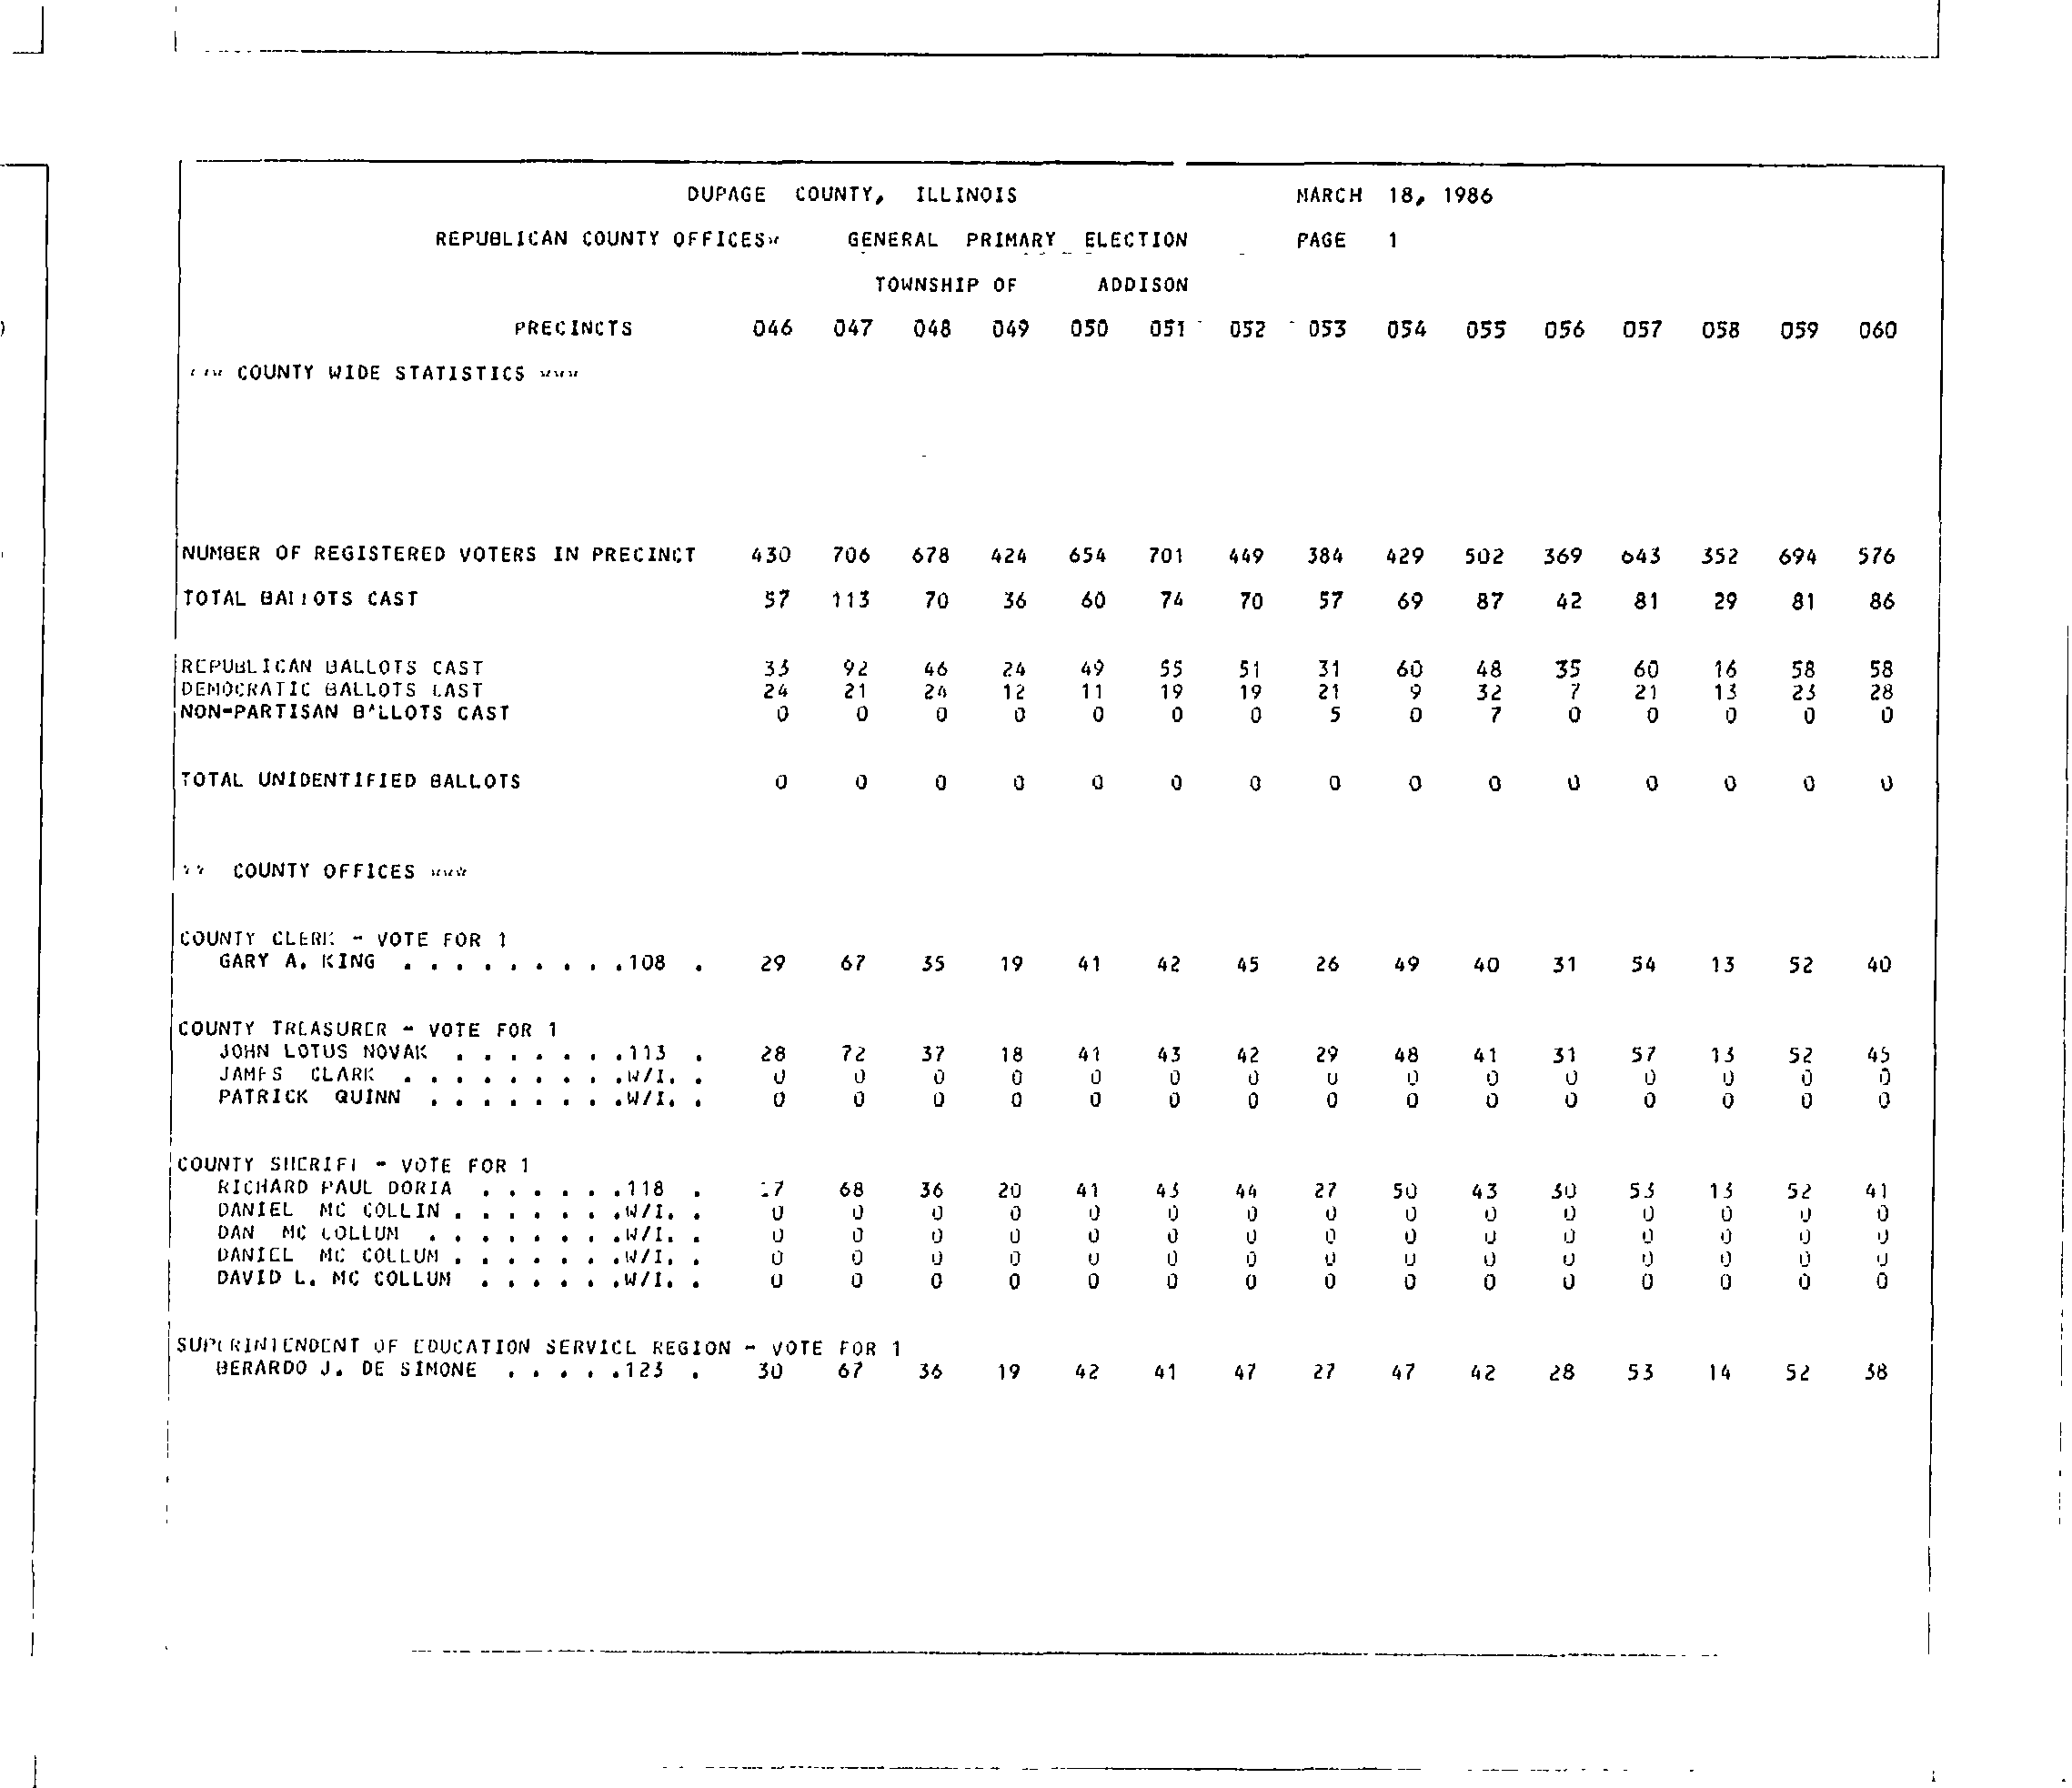 DUPAGE COUNTY, ILLINOIS MARCH 18, 1986
REPUBLICAN COUNTY OFFICES* GENERAL PRIMARY ELECTION PAGE 1
TOWNSHIP OF ADDISON
PRECINCTS 046 047 048 049 050 051 052 053 054 055 056 057 058 059 060
*** COUNTY WIDE STATISTICS ***
NUMBER OF REGISTERED VOTERS IN PRECINCT 430 706 678 424 654 701 449 384 429 502 369 643 352 694 576
TOTAL BALLOTS CAST 57 113 70 36 60 74 70 57 69 87 42 81 29 81 86
REPUBLICAN BALLOTS CAST 33 92 46 24 49 55 51 31 60 48 35 60 16 58 58
DEMOCRATIC BALLOTS CAST 24 21 24 12 11 19 19 21 9 32 7 21 13 23 28
NON-PARTISAN BALLOTS CAST 0 0 0 0 0 0 0 5 0 7 0 0 0 0 0
TOTAL UNIDENTIFIED BALLOTS 0 0 0 0 0 0 0 0 0 0 0 0 0 0 0
** COUNTY OFFICES ***
COUNTY CLERK - VOTE FOR 1
GARY A. KING . . . . . . . . .108 . 29 67 35 19 41 42 45 26 49 40 31 54 13 52 40
COUNTY TREASURER - VOTE FOR 1
JOHN LOTUS NOVAK . . . . . . .113 . 28 72 37 18 41 43 42 29 48 41 31 57 13 52 45
JAMES CLARK . . . . . . . . .W/I. . 0 0 0 0 0 0 0 0 0 0 0 0 0 0 0
PATRICK QUINN . . . . . . . .W/I. . 0 0 0 0 0 0 0 0 0 0 0 0 0 0 0
COUNTY SHERIFF - VOTE FOR 1
RICHARD PAUL DORIA . . . . . .118 . 68 36 20 41 43 44 27 50 43 30 53 13 52 41
DANIEL MC COLLIN . . . . . . .W/I. . 0 0 0 0 0 0 0 0 0 0 0 0 0 0 0
DAN MC COLLUM . . . . . . . .W/I. . 0 0 0 0 0 0 0 0 0 0 0 0 0 0 0
DANIEL MC COLLUM . . . . . . .W/I. . 0 0 0 0 0 0 0 0 0 0 0 0 0 0 0
DAVID L. MC COLLUM . . . . . .W/I. . 0 0 0 0 0 0 0 0 0 0 0 0 0 0 0
SUPERINTENDENT OF EDUCATION SERVICE REGION - VOTE FOR 1
BERARDO J. DE SIMONE . . . . .123 . 30 67 36 19 42 41 47 27 47 42 28 53 14 52 38